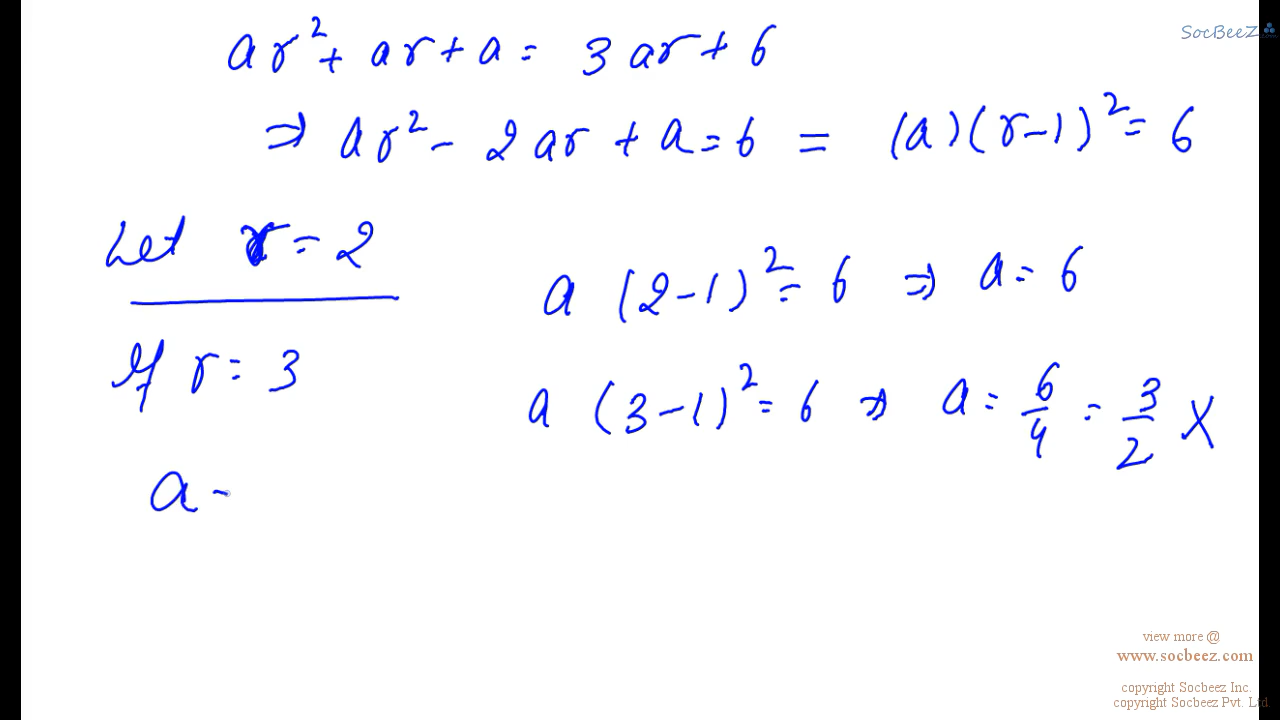 SocBeeZ
ar² + ar + a = 3ar + 6
⇒ ar² - 2ar + a = 6 = (a)(r-1)² = 6
Let r = 2
a (2-1)² = 6 ⇒ a = 6
If r = 3
a (3-1)² = 6 ⇒ a = 6/4 = 3/2 X
a -
view more @
www.socbeez.com
copyright Socbeez Inc.
copyright Socbeez Pvt. Ltd.